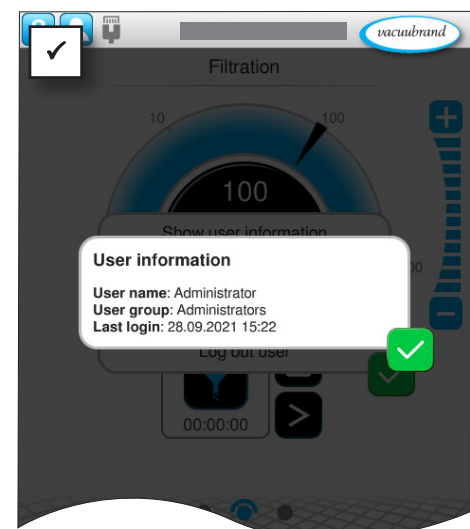 vacuubrand
Filtration
10
100
100
Show user information
User information
User name: Administrator
User group: Administrators
Last login: 28.09.2021 15:22
Log out user
00:00:00